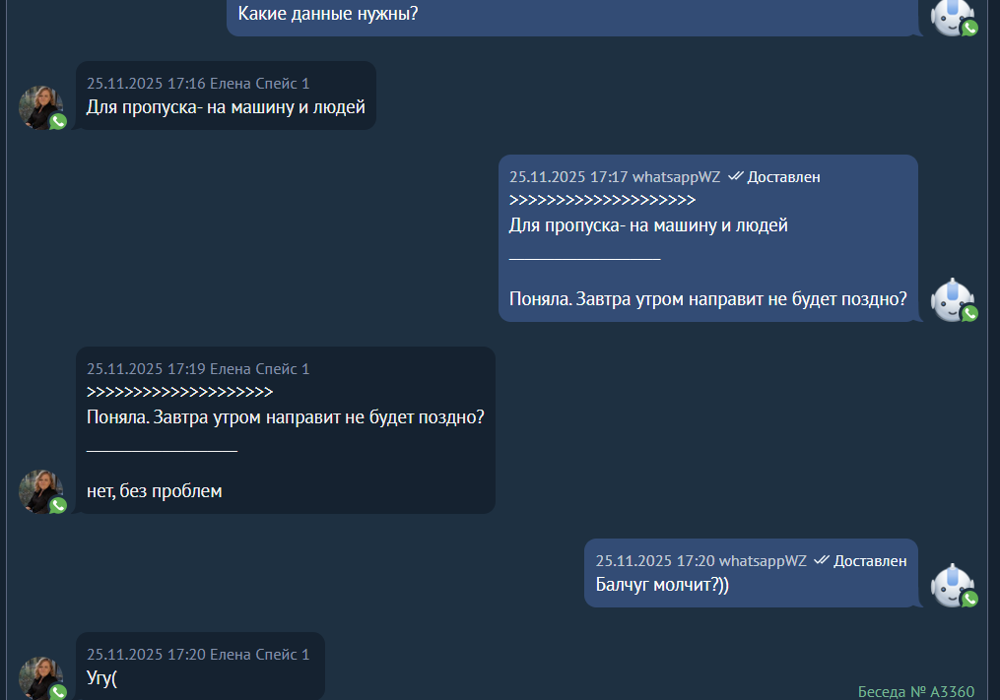 Какие данные нужны?
25.11.2025 17:16 Елена Спейс 1
Для пропуска- на машину и людей
25.11.2025 17:17 whatsappWZ Доставлен
>>>>>>>>>>>>>>>>>>>>
Для пропуска- на машину и людей
____________________
Поняла. Завтра утром направит не будет поздно?
25.11.2025 17:19 Елена Спейс 1
>>>>>>>>>>>>>>>>>>>>
Поняла. Завтра утром направит не будет поздно?
____________________
нет, без проблем
25.11.2025 17:20 whatsappWZ Доставлен
Балчуг молчит?))
25.11.2025 17:20 Елена Спейс 1
Угу(
Беседа № A3360